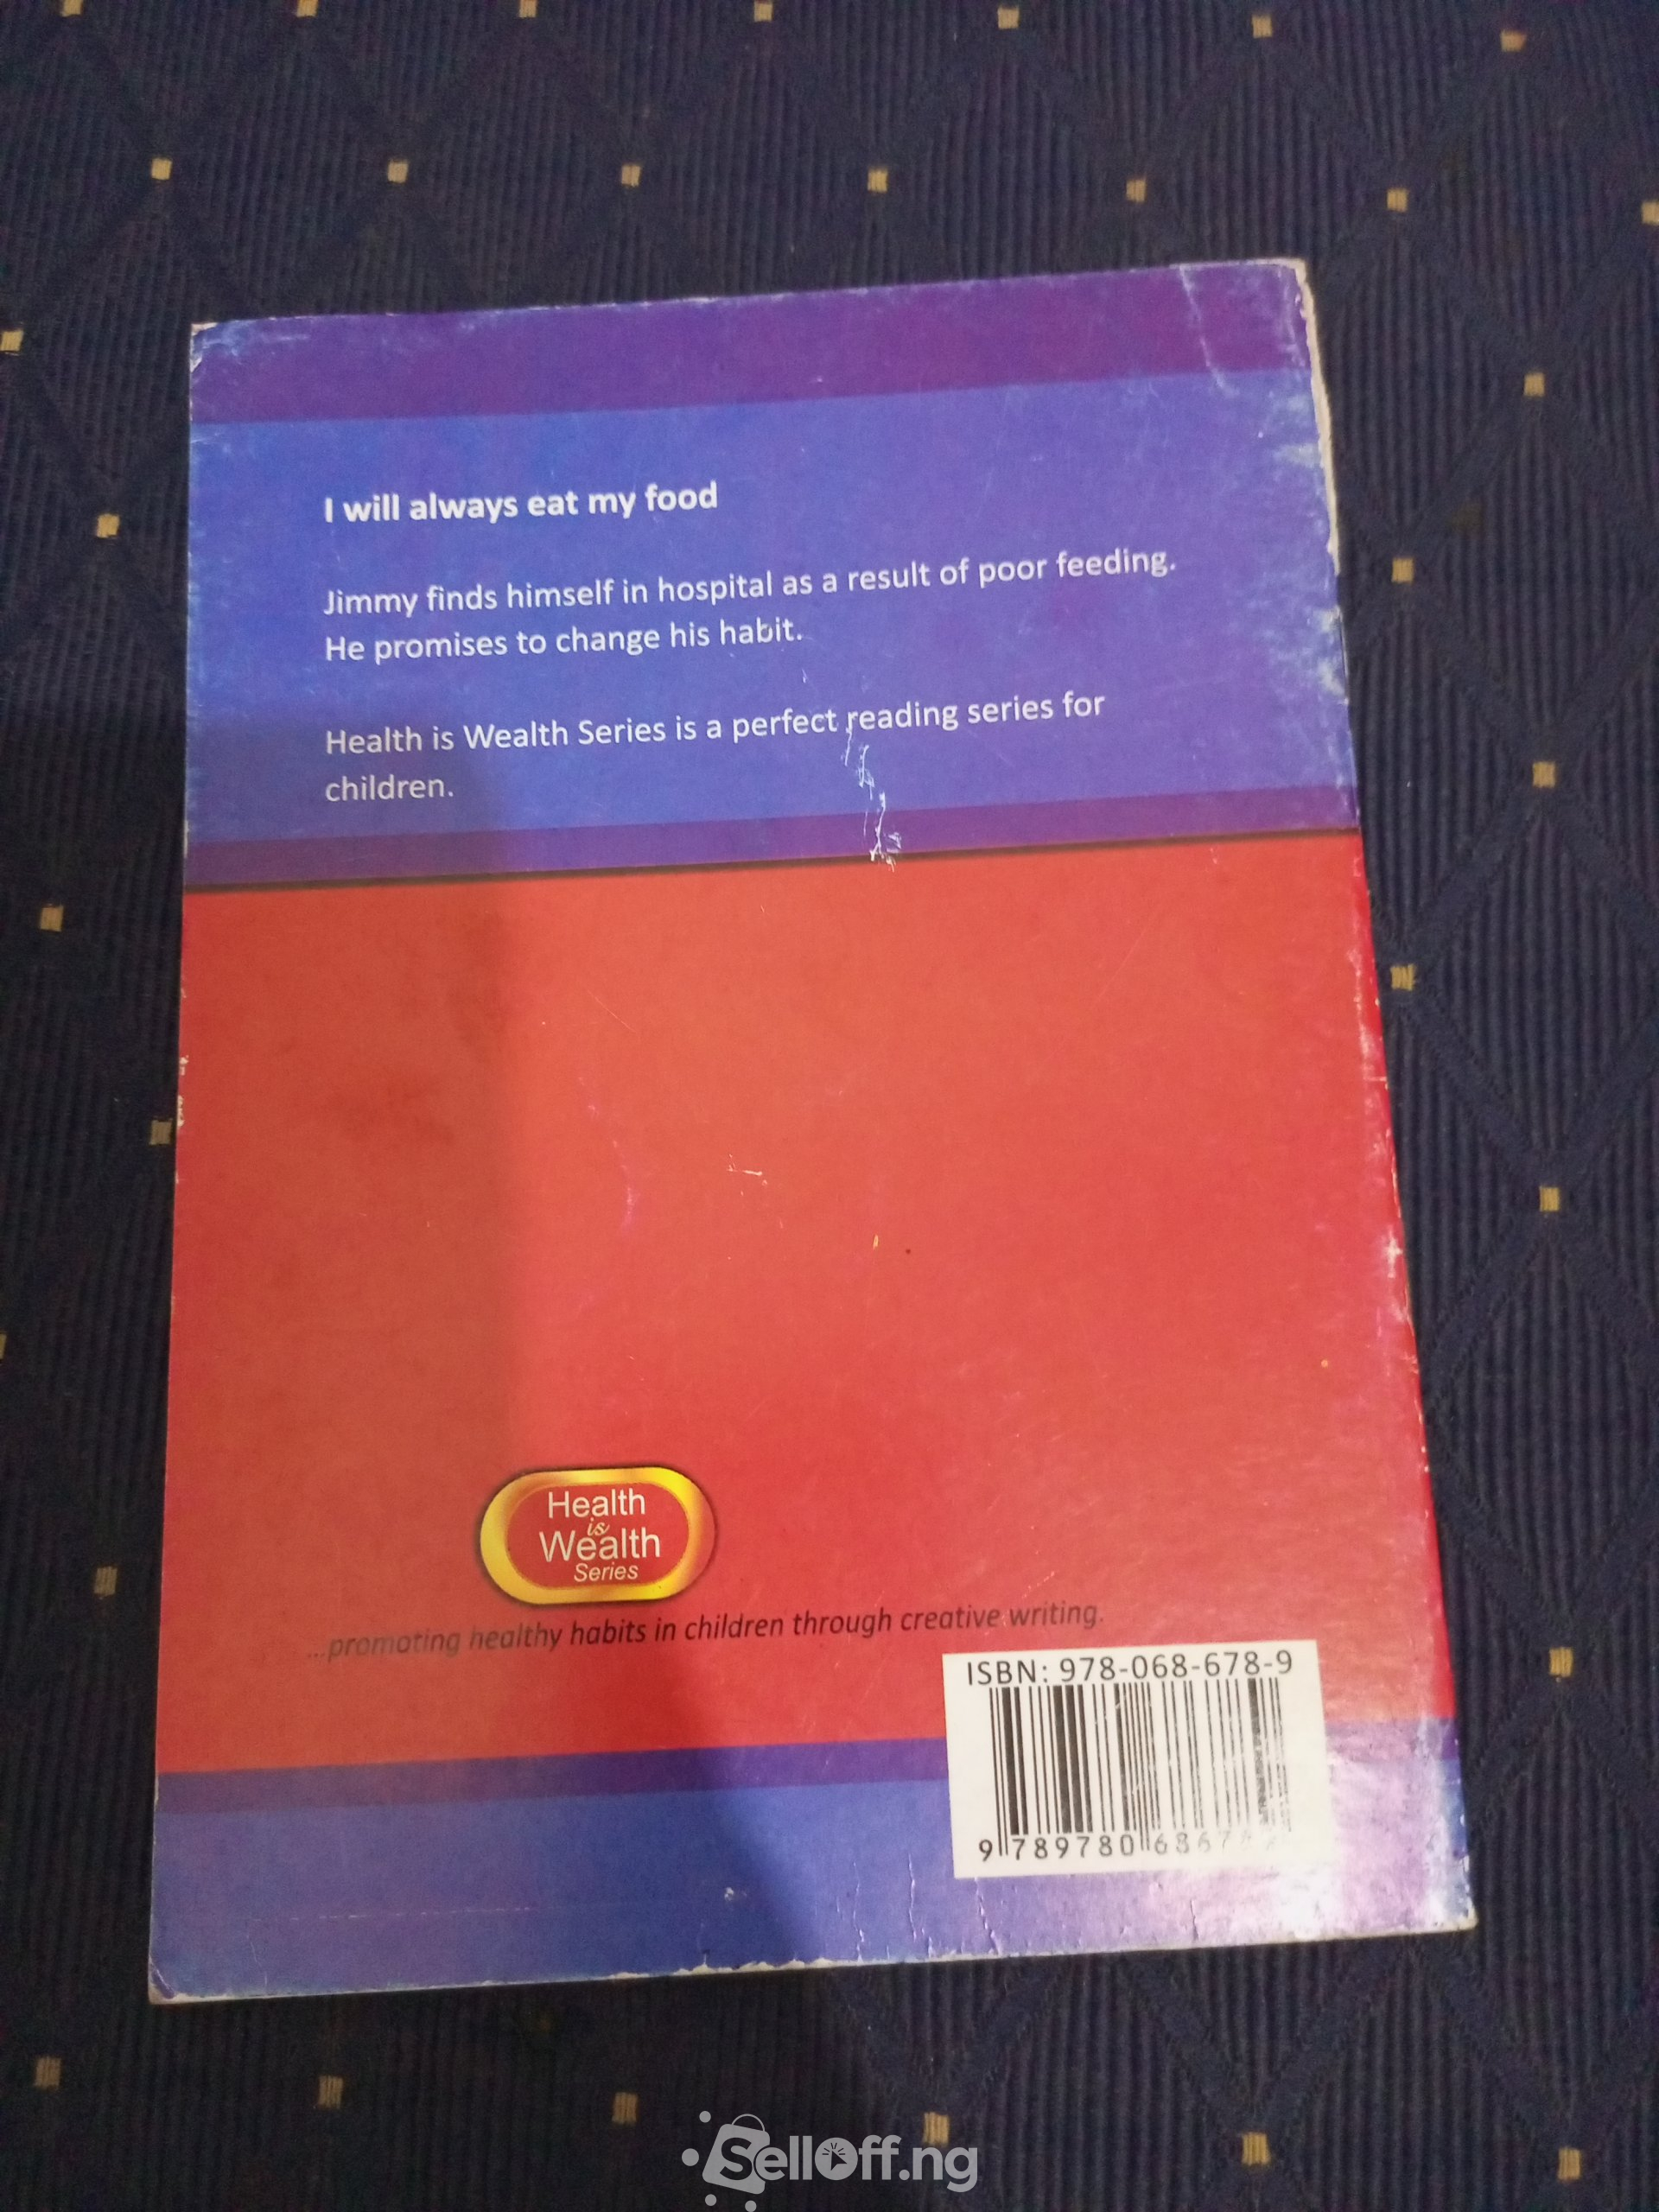 I will always eat my food
Jimmy finds himself in hospital as a result of poor feeding.
He promises to change his habit.
Health is Wealth Series is a perfect reading series for
children.
Health
is
Wealth
Series
...promoting healthy habits in children through creative writing.
ISBN: 978-068-678-9
9 789780 6867
SellOff.ng